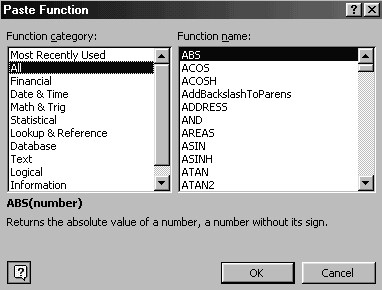 Paste Function
Function category:
Most Recently Used
All
Financial
Date & Time
Math & Trig
Statistical
Lookup & Reference
Database
Text
Logical
Information
Function name:
ABS
ACOS
ACOSH
AddBackslashToParens
ADDRESS
AND
AREAS
ASIN
ASINH
ATAN
ATAN2
ABS(number)
Returns the absolute value of a number, a number without its sign.
OK
Cancel